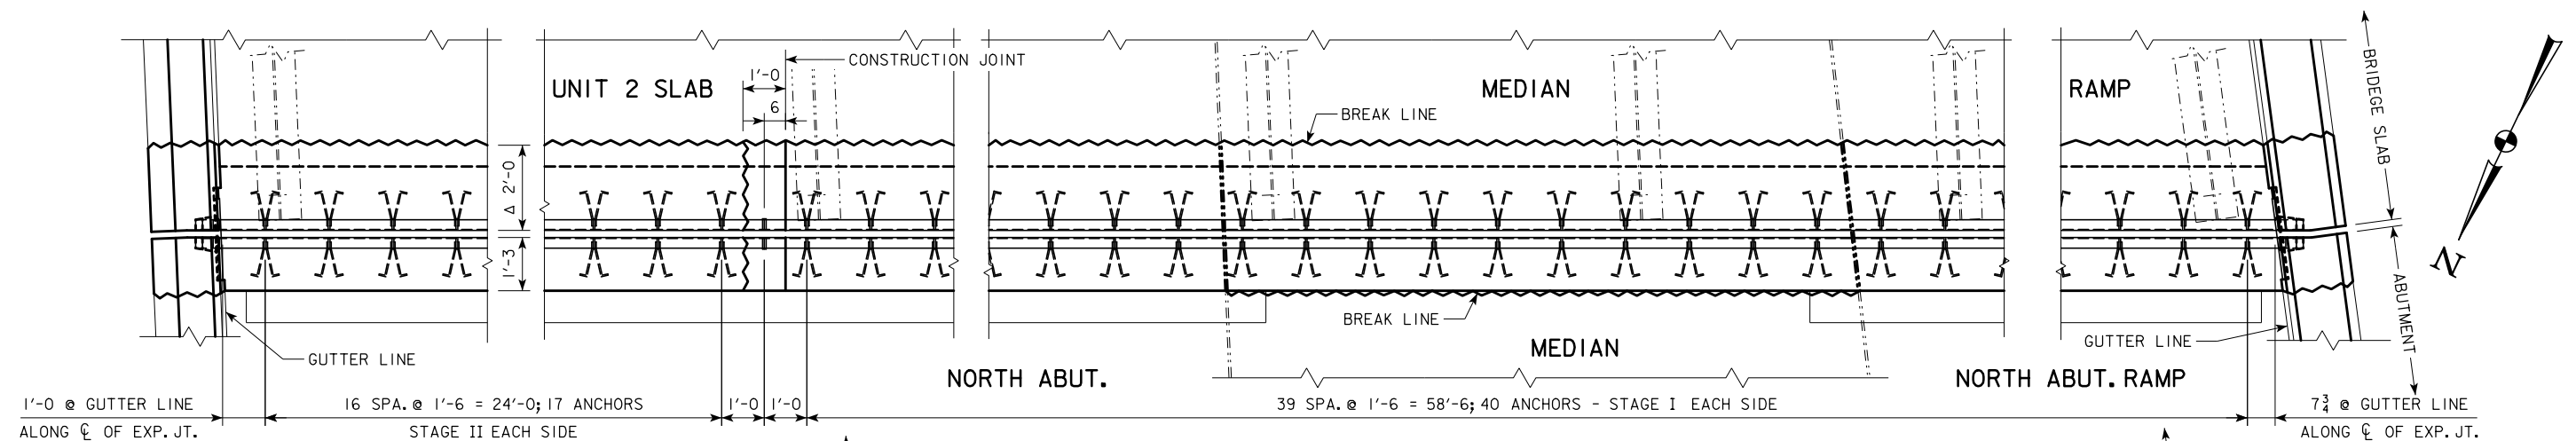 CONSTRUCTION JOINT
1'-0
UNIT 2 SLAB
MEDIAN
RAMP
BRIDEGE SLAB
6
BREAK LINE
Δ 2'-0
1'-3
N
BREAK LINE
GUTTER LINE
GUTTER LINE
MEDIAN
ABUTMENT
NORTH ABUT.
NORTH ABUT. RAMP
1'-0 @ GUTTER LINE
ALONG ℄ OF EXP. JT.
16 SPA. @ 1'-6 = 24'-0; 17 ANCHORS
STAGE II EACH SIDE
1'-0
1'-0
39 SPA. @ 1'-6 = 58'-6; 40 ANCHORS - STAGE I EACH SIDE
7¾ @ GUTTER LINE
ALONG ℄ OF EXP. JT.